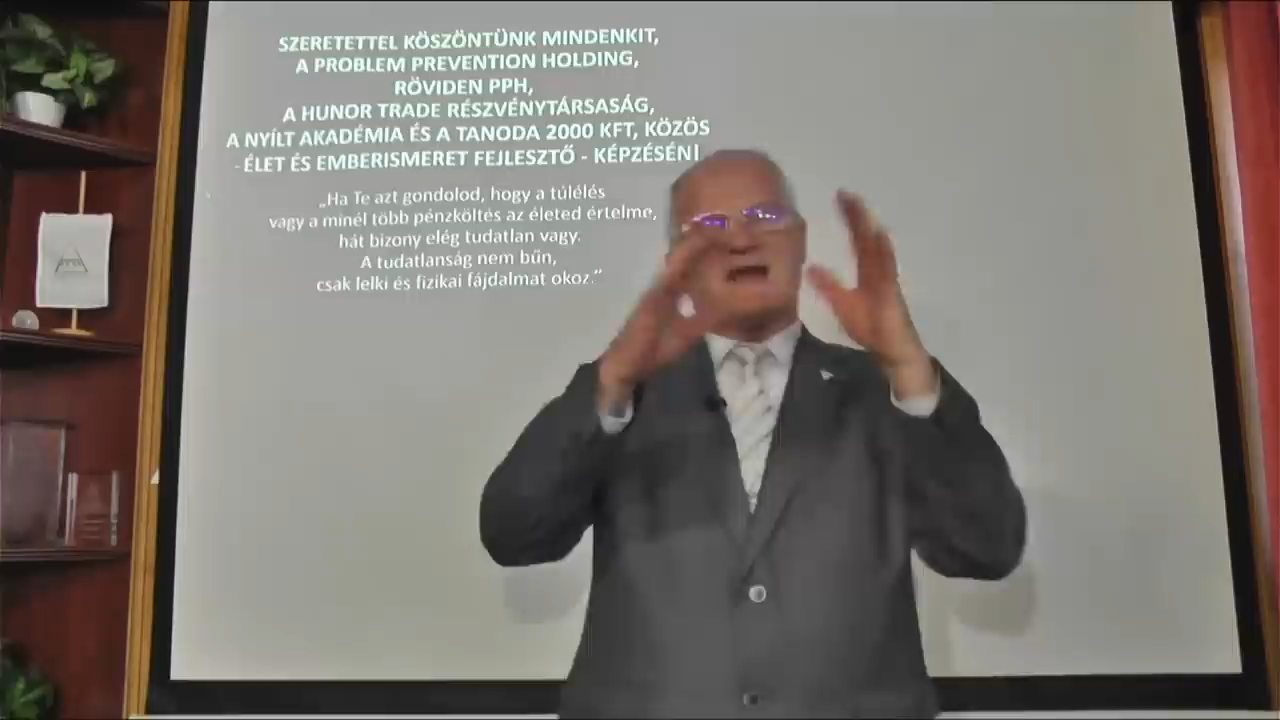 SZERETETTEL KÖSZÖNTÜNK MINDENKIT,
A PROBLEM PREVENTION HOLDING,
RÖVIDEN PPH,
A HUNOR TRADE RÉSZVÉNYTÁRSASÁG,
A NYÍLT AKADÉMIA ÉS A TANODA 2000 KFT, KÖZÖS
- ÉLET ÉS EMBERISMERET FEJLESZTŐ - KÉPZÉSÉN!
„Ha Te azt gondolod, hogy a túlélés
vagy a minél több pénzköltés az életed értelme,
hát bizony elég tudatlan vagy.
A tudatlanság nem bűn,
csak lelki és fizikai fájdalmat okoz.”